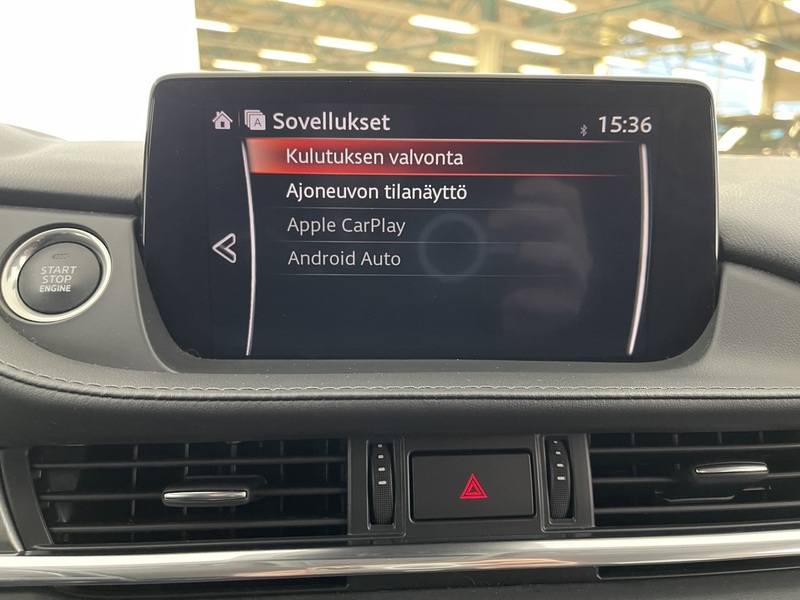 A Sovellukset
15:36
Kulutuksen valvonta
Ajoneuvon tilanäyttö
Apple CarPlay
Android Auto
START
STOP
ENGINE